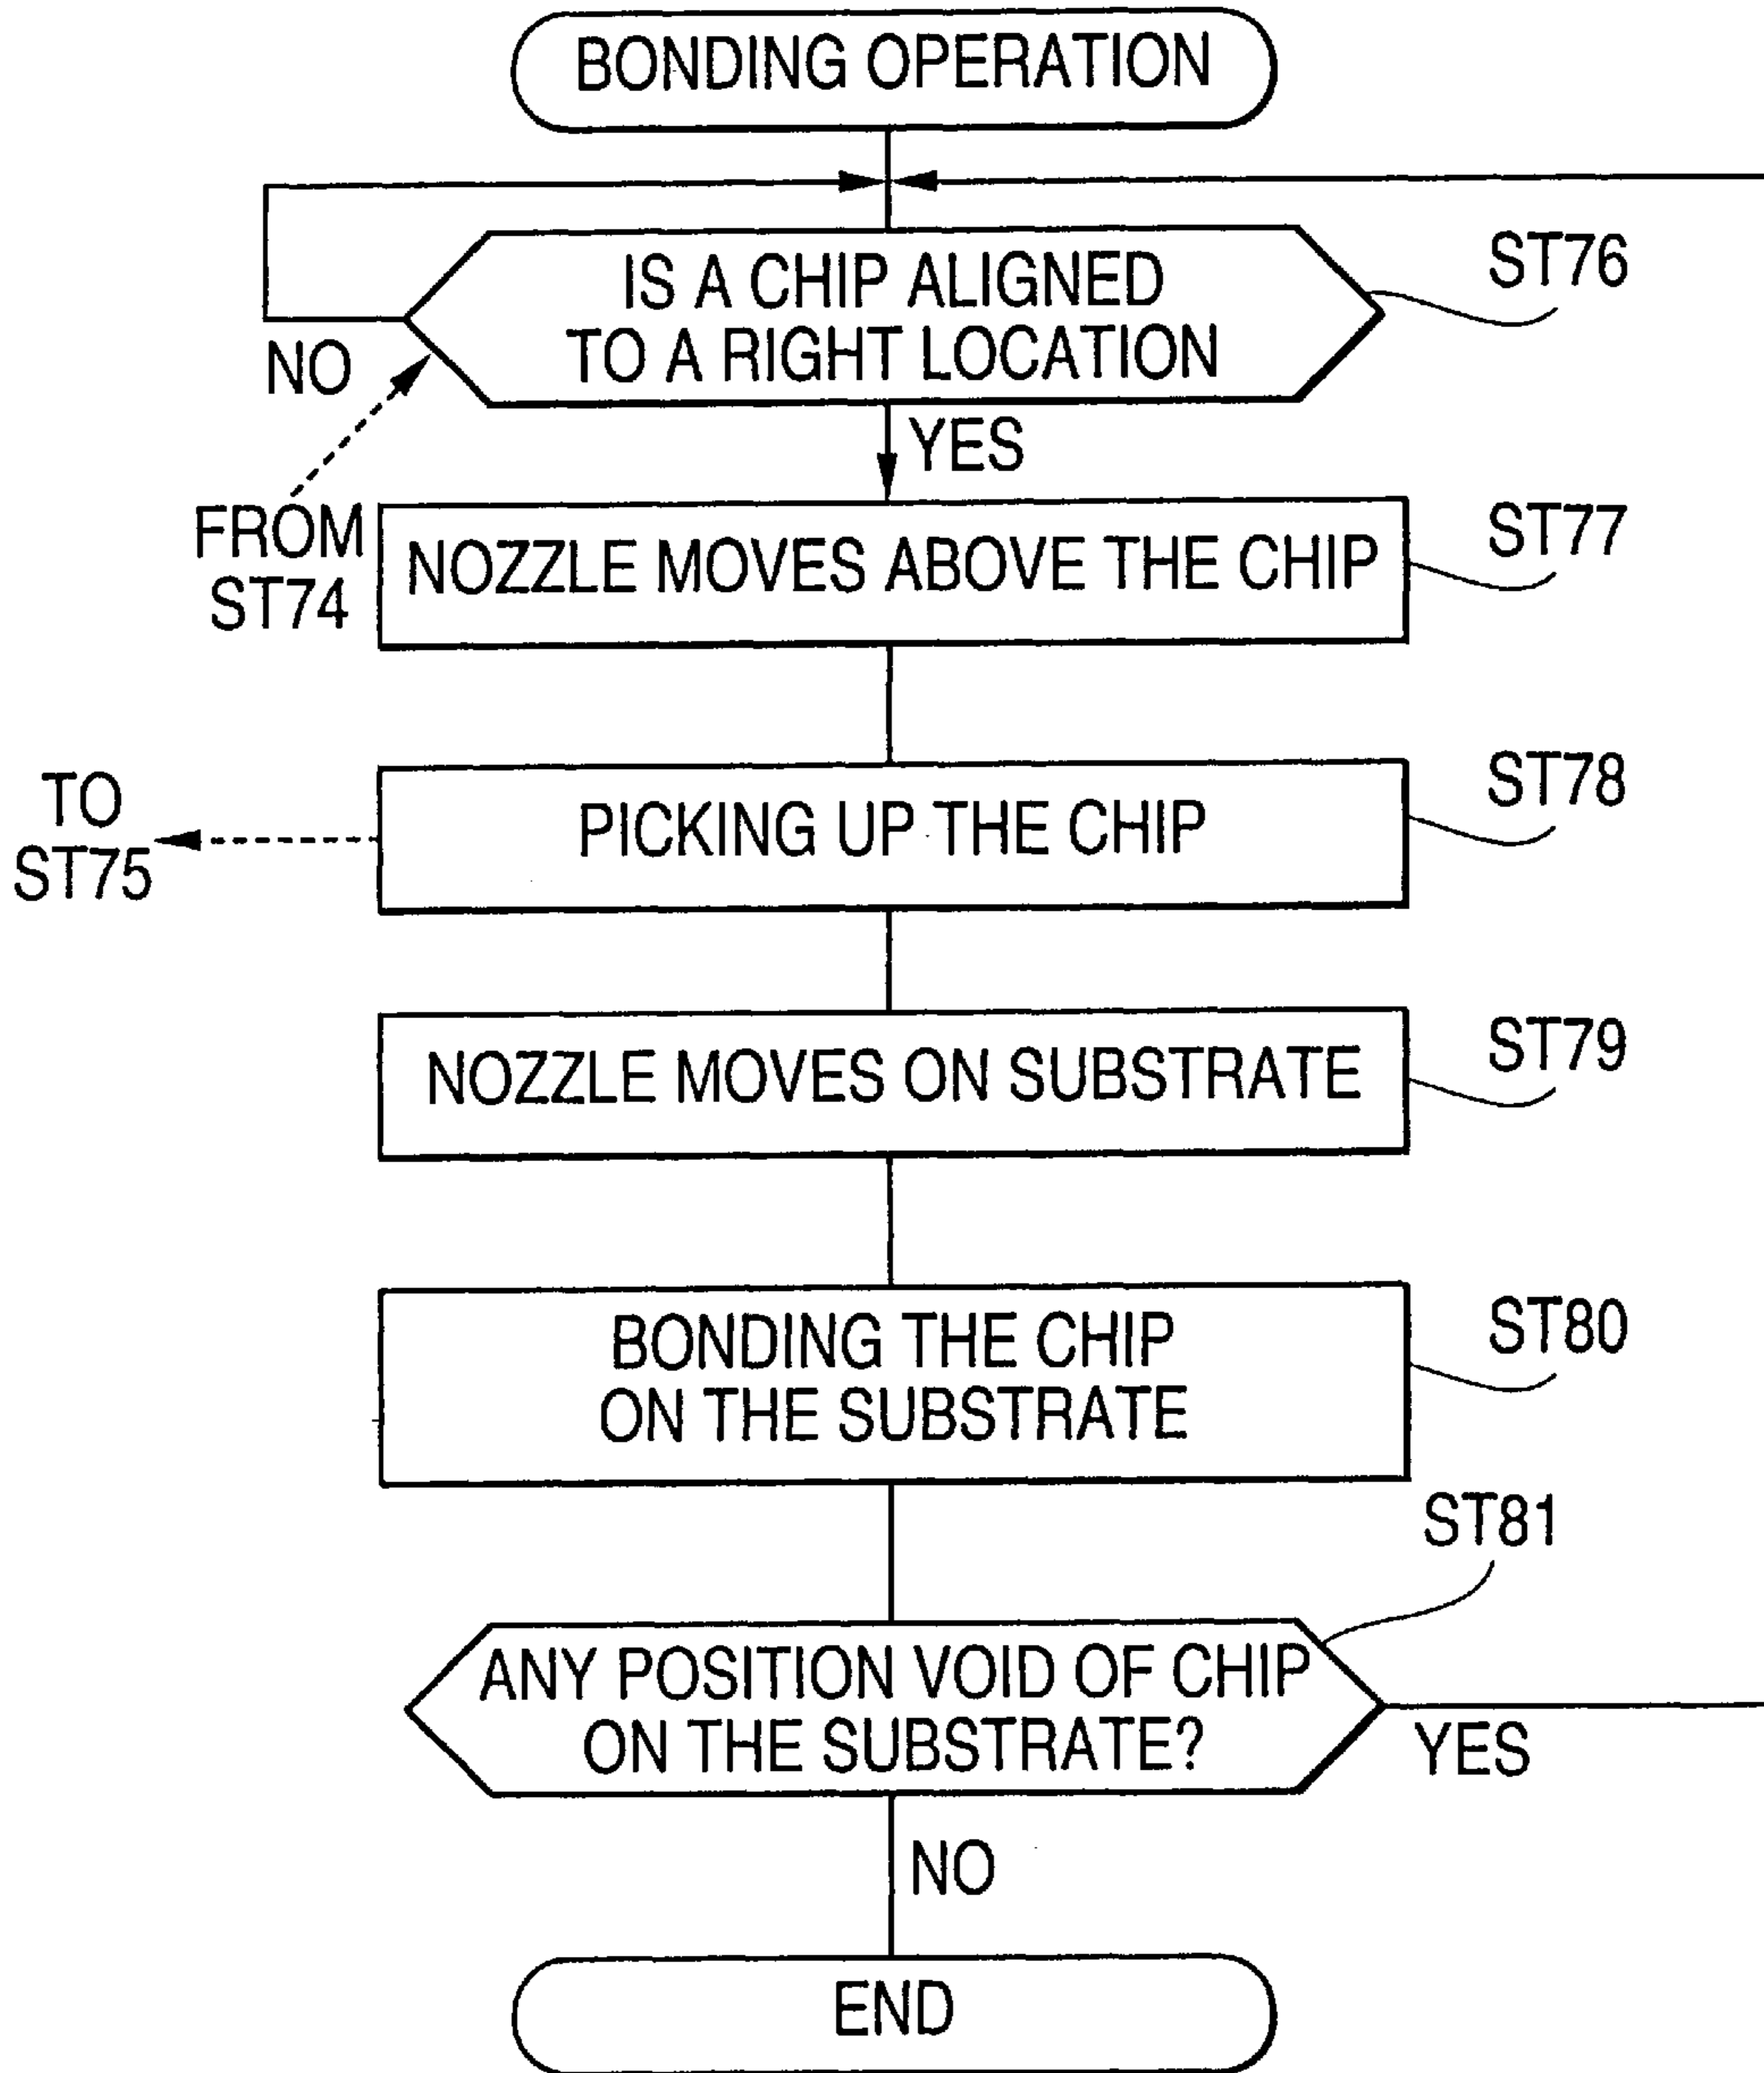 BONDING OPERATION
IS A CHIP ALIGNED
TO A RIGHT LOCATION
ST76
NO
YES
FROM
ST74
NOZZLE MOVES ABOVE THE CHIP
ST77
TO
ST75
PICKING UP THE CHIP
ST78
NOZZLE MOVES ON SUBSTRATE
ST79
BONDING THE CHIP
ON THE SUBSTRATE
ST80
ST81
ANY POSITION VOID OF CHIP
ON THE SUBSTRATE?
YES
NO
END